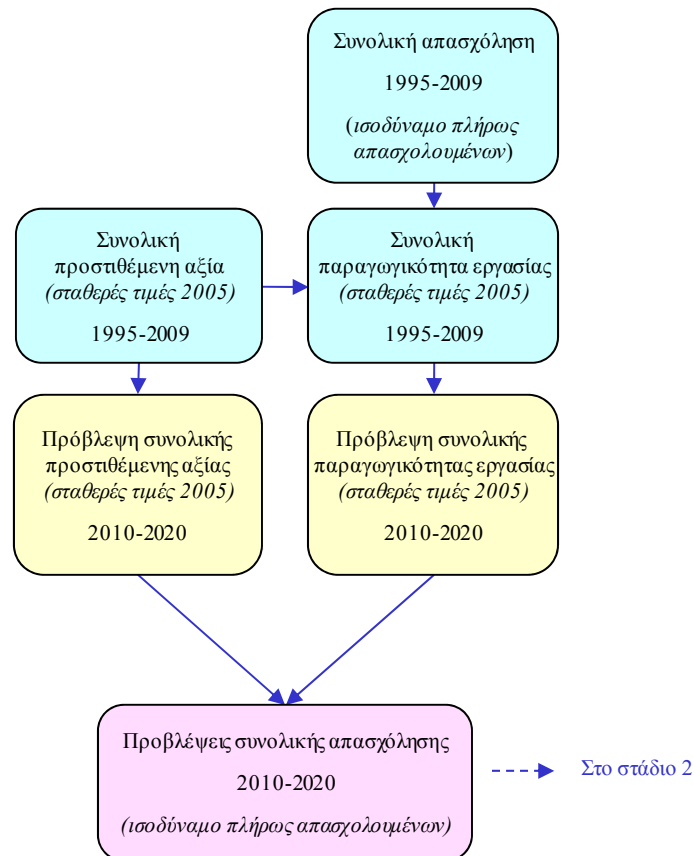 Συνολική απασχόληση
1995-2009
(ισοδύναμο πλήρως
απασχολουμένων)
Συνολική
προστιθέμενη αξία
(σταθερές τιμές 2005)
1995-2009
Συνολική
παραγωγικότητα εργασίας
(σταθερές τιμές 2005)
1995-2009
Πρόβλεψη συνολικής
προστιθέμενης αξίας
(σταθερές τιμές 2005)
2010-2020
Πρόβλεψη συνολικής
παραγωγικότητας εργασίας
(σταθερές τιμές 2005)
2010-2020
Προβλέψεις συνολικής απασχόλησης
2010-2020
(ισοδύναμο πλήρως απασχολουμένων)
Στο στάδιο 2